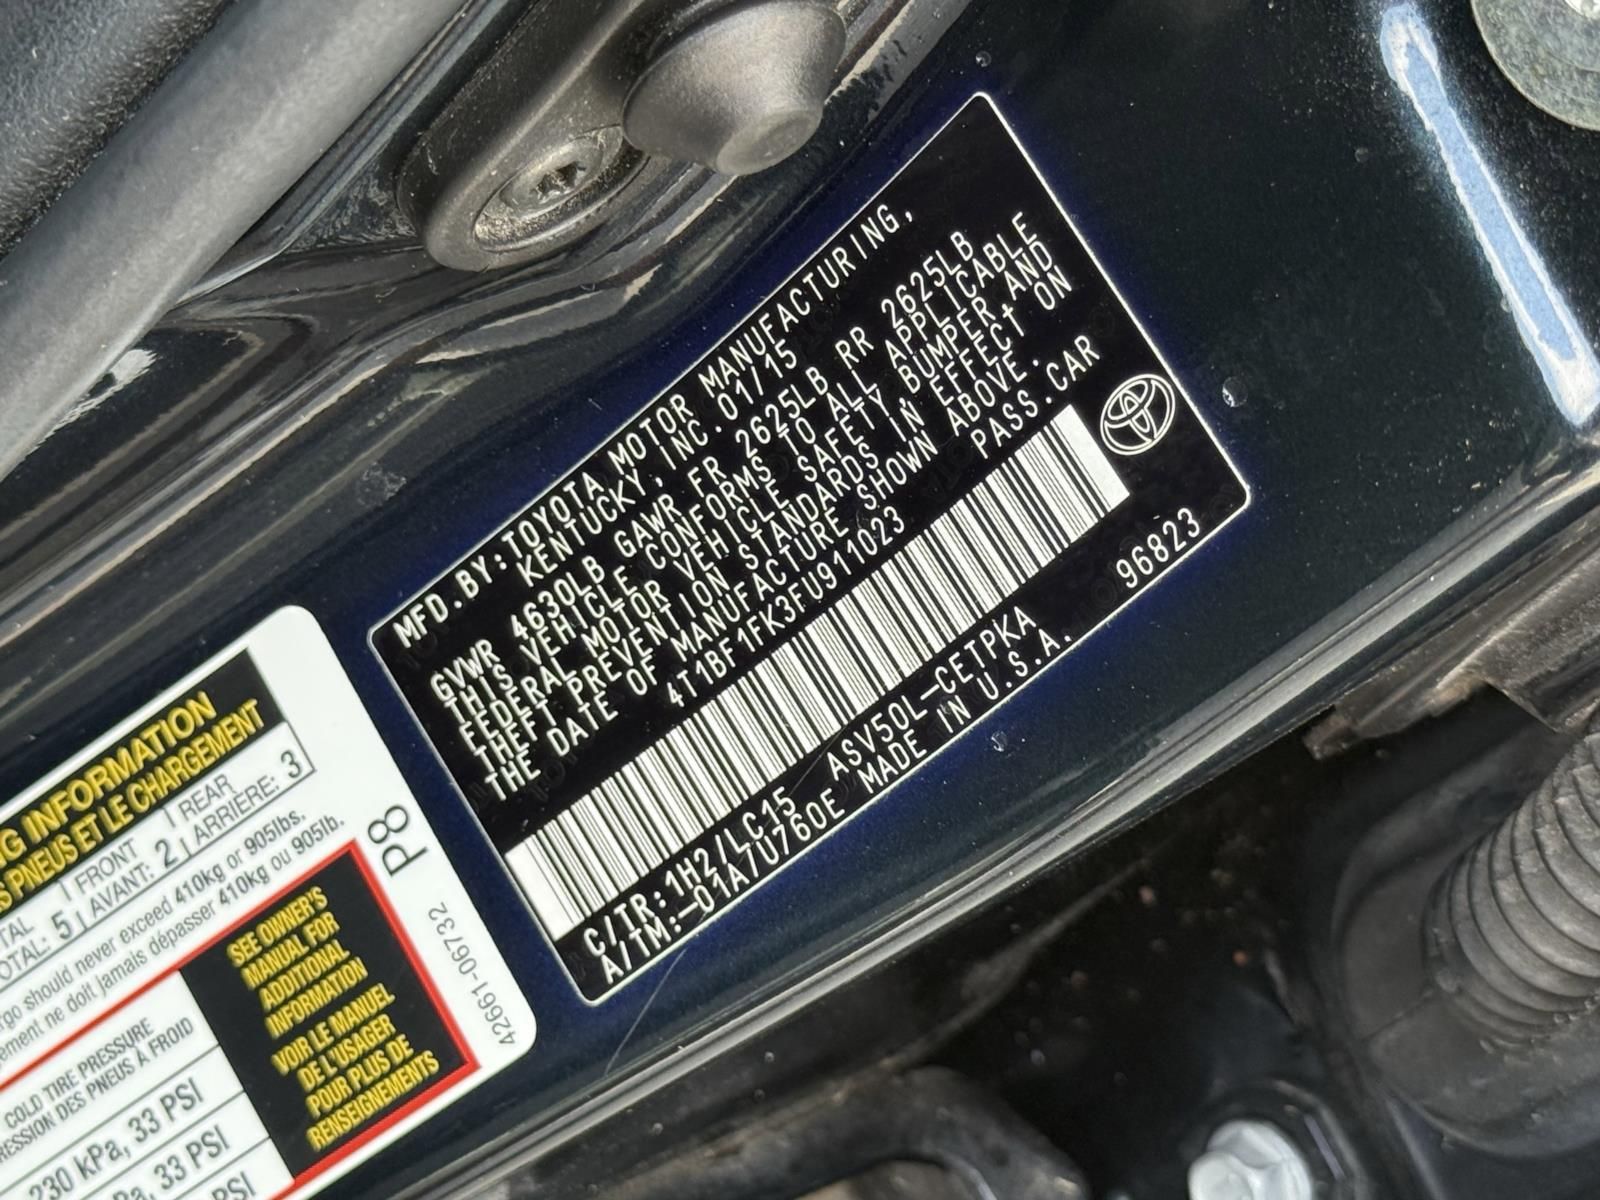 MFD.BY:TOYOTA MOTOR MANUFACTURING,
KENTUCKY, INC. 01/15
GVWR 4630LB GAWR FR 2625LB RR 2625LB
THIS VEHICLE CONFORMS TO ALL APPLICABLE
FEDERAL MOTOR VEHICLE SAFETY, BUMPER, AND
THEFT PREVENTION STANDARDS IN EFFECT ON
THE DATE OF MANUFACTURE SHOWN ABOVE.
4T1BF1FK3FU911023 PASS.CAR
C/TR:1H2/LC15 ASV50L-CETPKA 96823
A/TM:-01A/U760E MADE IN U.S.A.
INFORMATION
PNEUS ET LE CHARGEMENT
FRONT REAR
5 AVANT: 2 ARRIÈRE: 3
should never exceed 410kg or 905lbs.
ne doit jamais dépasser 410kg ou 905lb.
COLD TIRE PRESSURE
DES PNEUS À FROID
230 kPa, 33 PSI
33 PSI
PSI
SEE OWNER'S
MANUAL FOR
ADDITIONAL
INFORMATION
VOIR LE MANUEL
DE L'USAGER
POUR PLUS DE
RENSEIGNEMENTS
P8
42661-06732